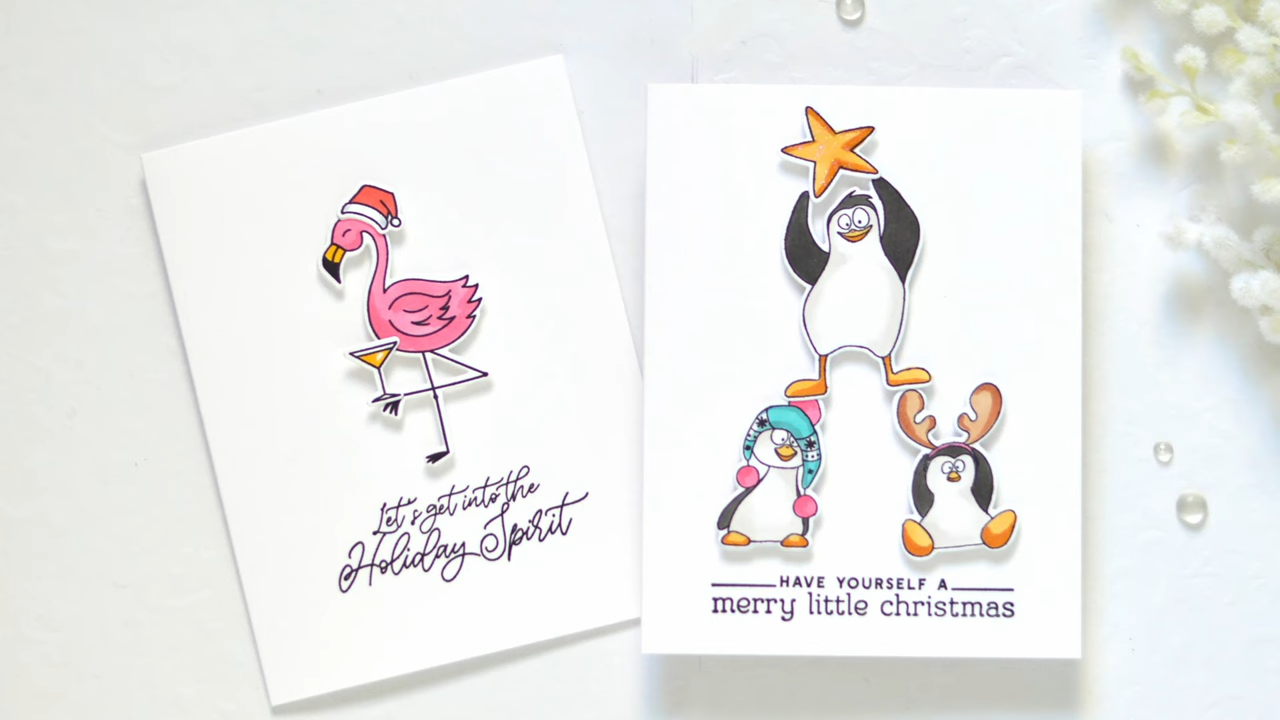 Let's get into the
Holiday Spirit
HAVE YOURSELF A
merry little christmas